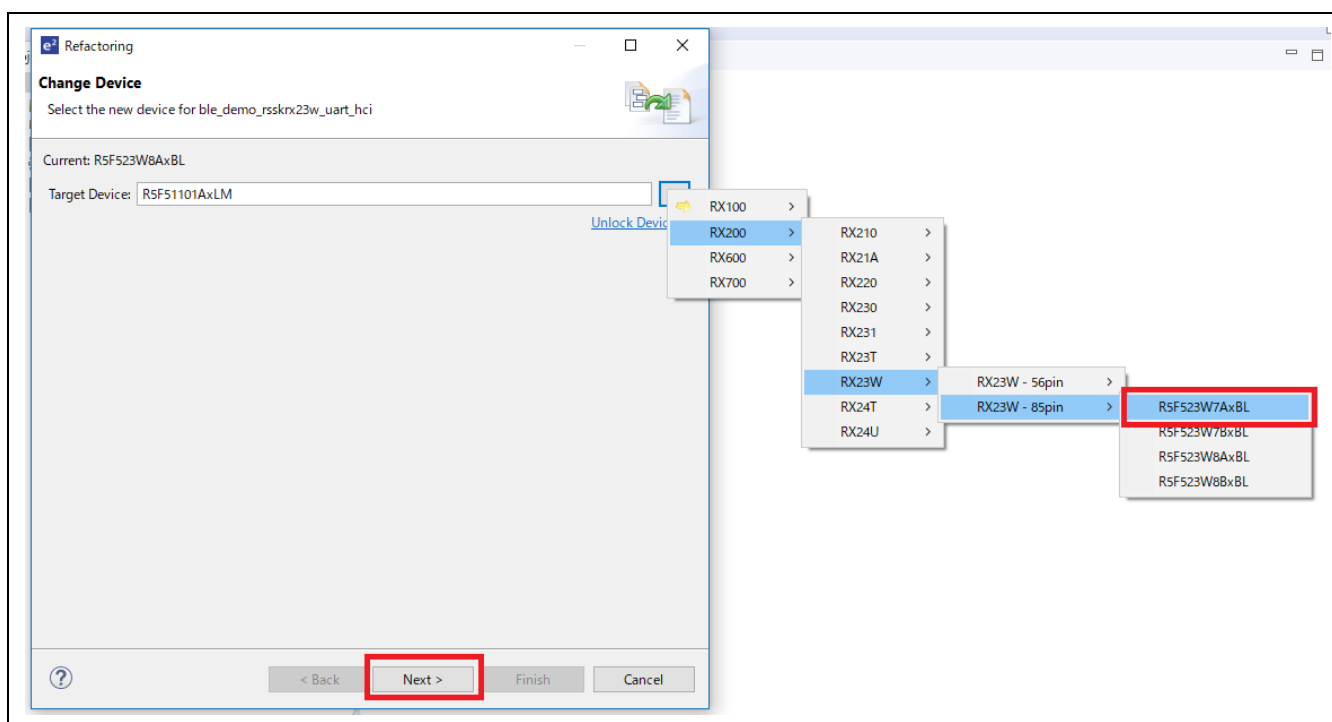 e² Refactoring
Change Device
Select the new device for ble_demo_rsskrx23w_uart_hci
Current: R5F523W8AxBL
Target Device: R5F51101AxLM
Unlock Devic
RX100 >
RX200 >
RX600 >
RX700 >
RX210 >
RX21A >
RX220 >
RX230 >
RX231 >
RX23T >
RX23W >
RX24T >
RX24U >
RX23W - 56pin >
RX23W - 85pin >
R5F523W7AxBL
R5F523W7BxBL
R5F523W8AxBL
R5F523W8BxBL
? < Back Next > Finish Cancel